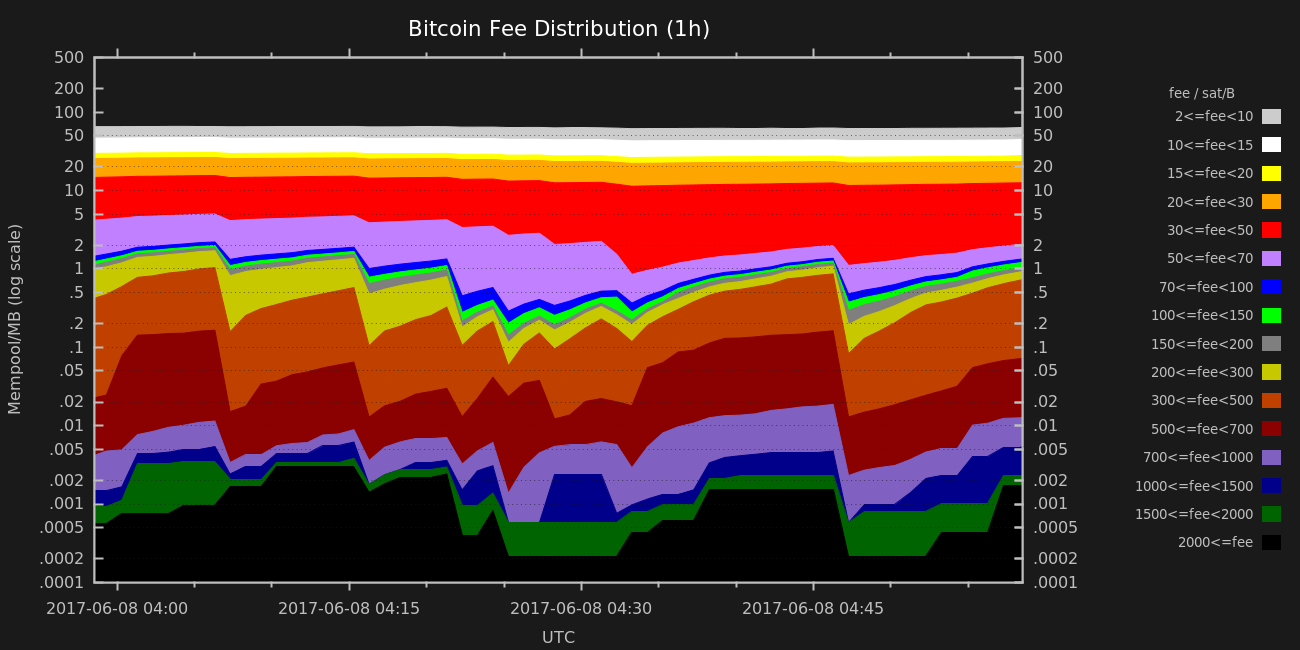 Bitcoin Fee Distribution (1h)
500 500
200 200
100 100
50 50
20 20
10 10
5 5
2 2
1 1
.5 .5
.2 .2
.1 .1
.05 .05
.02 .02
.01 .01
.005 .005
.002 .002
.001 .001
.0005 .0005
.0002 .0002
.0001 .0001
Mempool/MB (log scale)
2017-06-08 04:00 2017-06-08 04:15 2017-06-08 04:30 2017-06-08 04:45
UTC
fee / sat/B
2<=fee<10
10<=fee<15
15<=fee<20
20<=fee<30
30<=fee<50
50<=fee<70
70<=fee<100
100<=fee<150
150<=fee<200
200<=fee<300
300<=fee<500
500<=fee<700
700<=fee<1000
1000<=fee<1500
1500<=fee<2000
2000<=fee